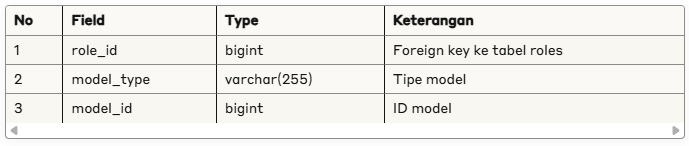 No Field Type Keterangan
1 role_id bigint Foreign key ke tabel roles
2 model_type varchar(255) Tipe model
3 model_id bigint ID model